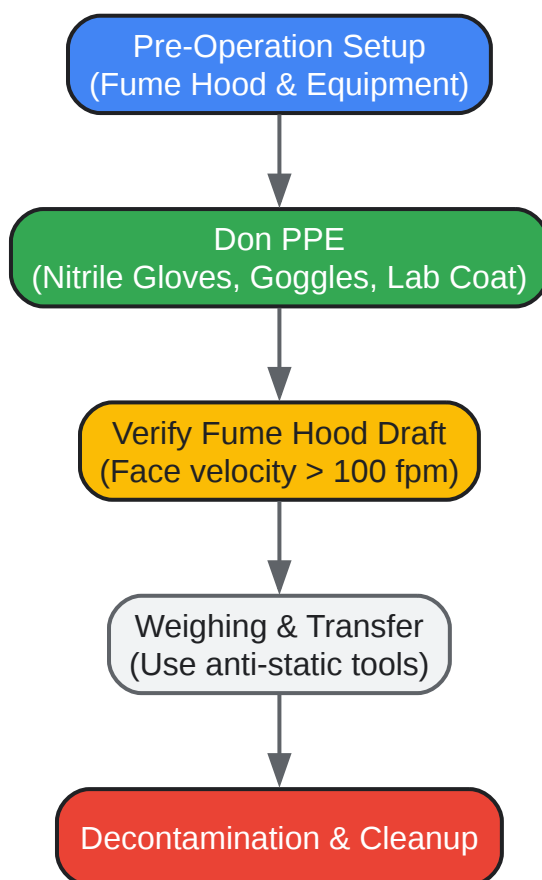 Pre-Operation Setup
(Fume Hood & Equipment)
Don PPE
(Nitrile Gloves, Goggles, Lab Coat)
Verify Fume Hood Draft
(Face velocity > 100 fpm)
Weighing & Transfer
(Use anti-static tools)
Decontamination & Cleanup